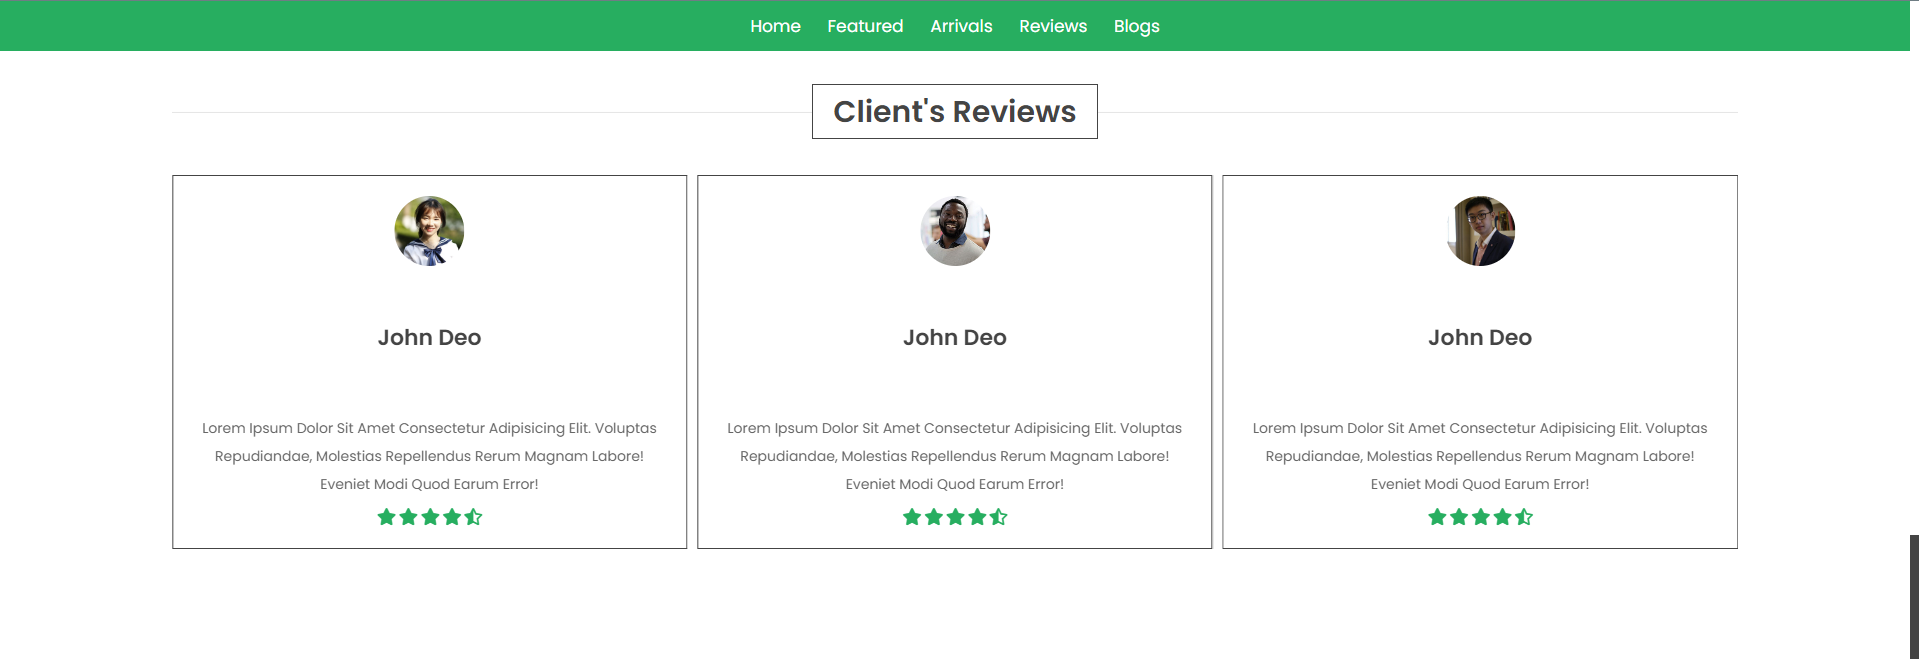 Home Featured Arrivals Reviews Blogs
Client's Reviews
John Deo
Lorem Ipsum Dolor Sit Amet Consectetur Adipisicing Elit. Voluptas
Repudiandae, Molestias Repellendus Rerum Magnam Labore!
Eveniet Modi Quod Earum Error!
John Deo
Lorem Ipsum Dolor Sit Amet Consectetur Adipisicing Elit. Voluptas
Repudiandae, Molestias Repellendus Rerum Magnam Labore!
Eveniet Modi Quod Earum Error!
John Deo
Lorem Ipsum Dolor Sit Amet Consectetur Adipisicing Elit. Voluptas
Repudiandae, Molestias Repellendus Rerum Magnam Labore!
Eveniet Modi Quod Earum Error!